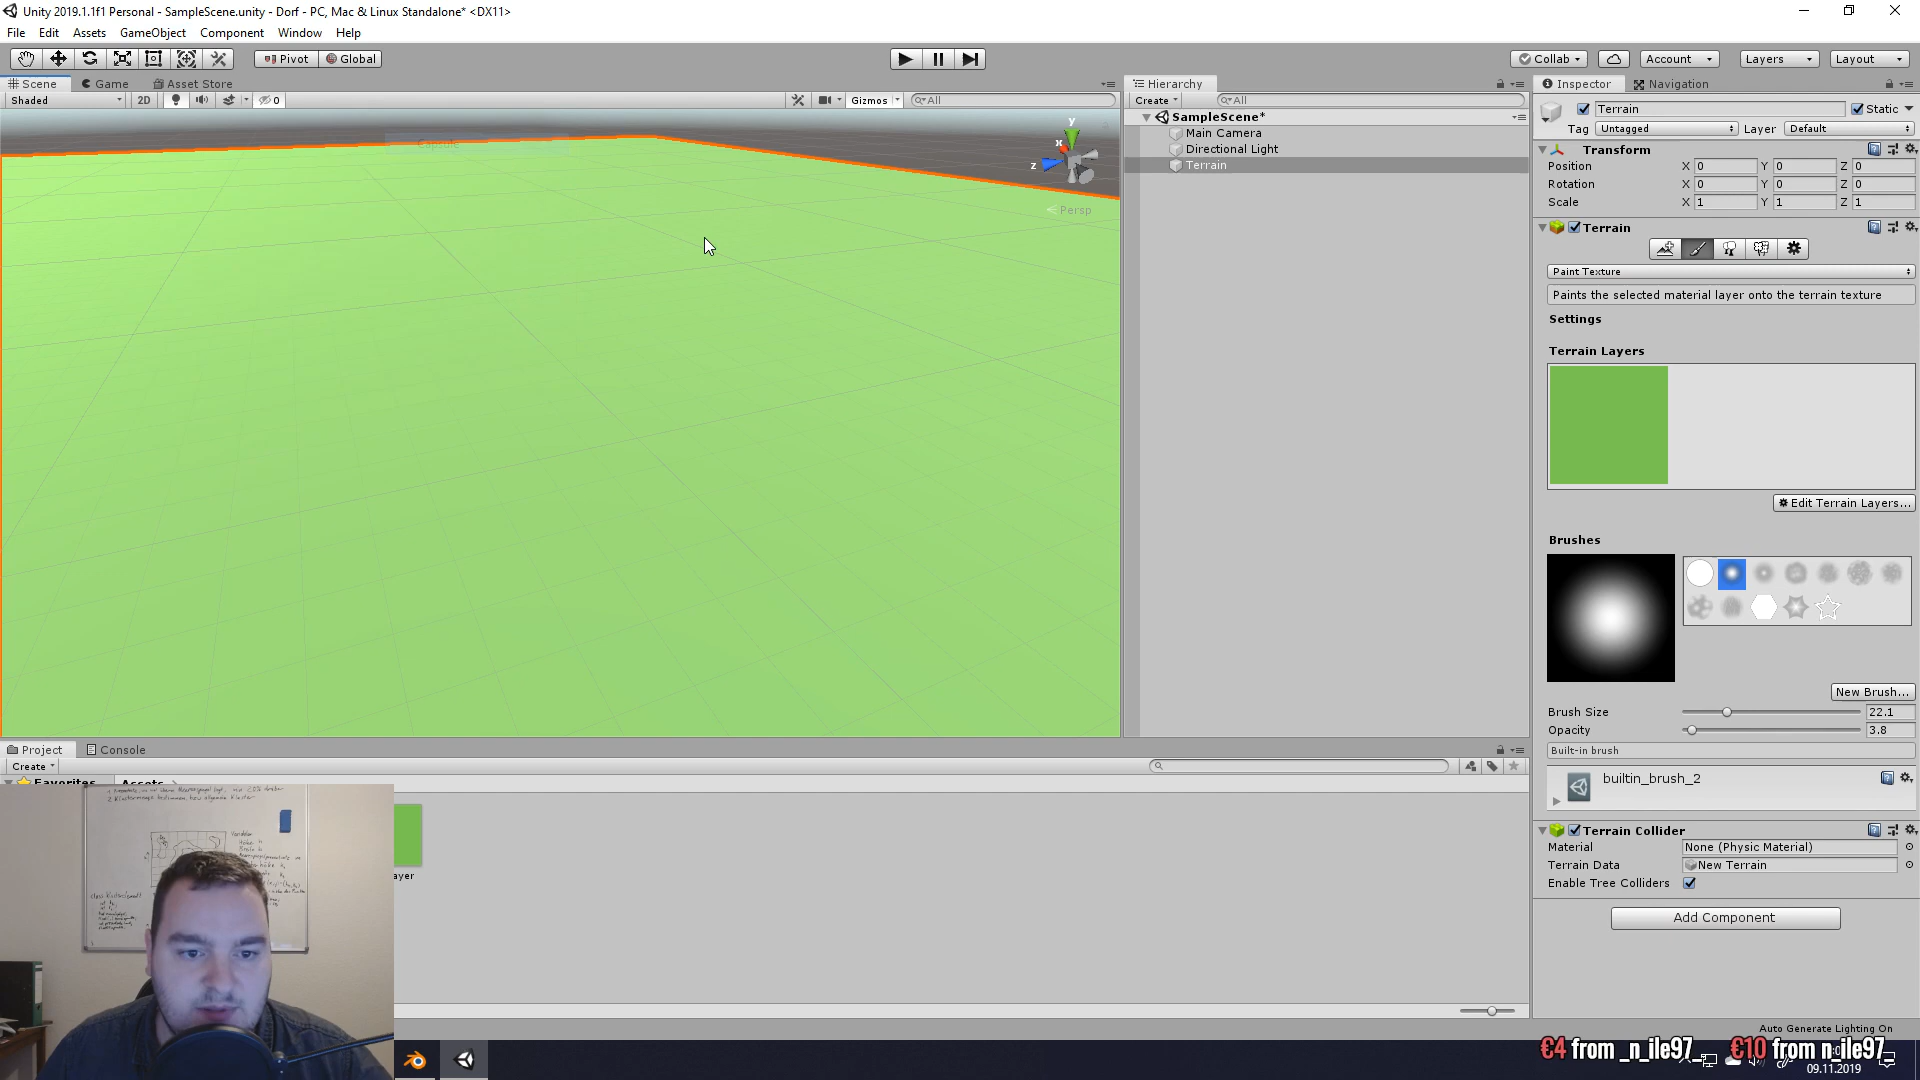 Unity 2019.1.1f1 Personal - SampleScene.unity - Dorf - PC, Mac & Linux Standalone* <DX11>
File Edit Assets GameObject Component Window Help
Pivot Global Collab Account Layers Layout
Scene Game Asset Store
Shaded 2D 0 Gizmos All
Capsule
y
x
z
Persp
Hierarchy
Create All
SampleScene*
Main Camera
Directional Light
Terrain
Inspector Navigation
Terrain Static
Tag Untagged Layer Default
Transform
Position X 0 Y 0 Z 0
Rotation X 0 Y 0 Z 0
Scale X 1 Y 1 Z 1
Terrain
Paint Texture
Paints the selected material layer onto the terrain texture
Settings
Terrain Layers
Edit Terrain Layers...
Brushes
New Brush...
Brush Size 22.1
Opacity 3.8
Built-in brush
builtin_brush_2
Terrain Collider
Material None (Physic Material)
Terrain Data New Terrain
Enable Tree Colliders
Add Component
Auto Generate Lighting On
Project Console
Create
Favorites Assets
ayer
€4 from _n_ile97_ €10 from n_ile97_
09.11.2019